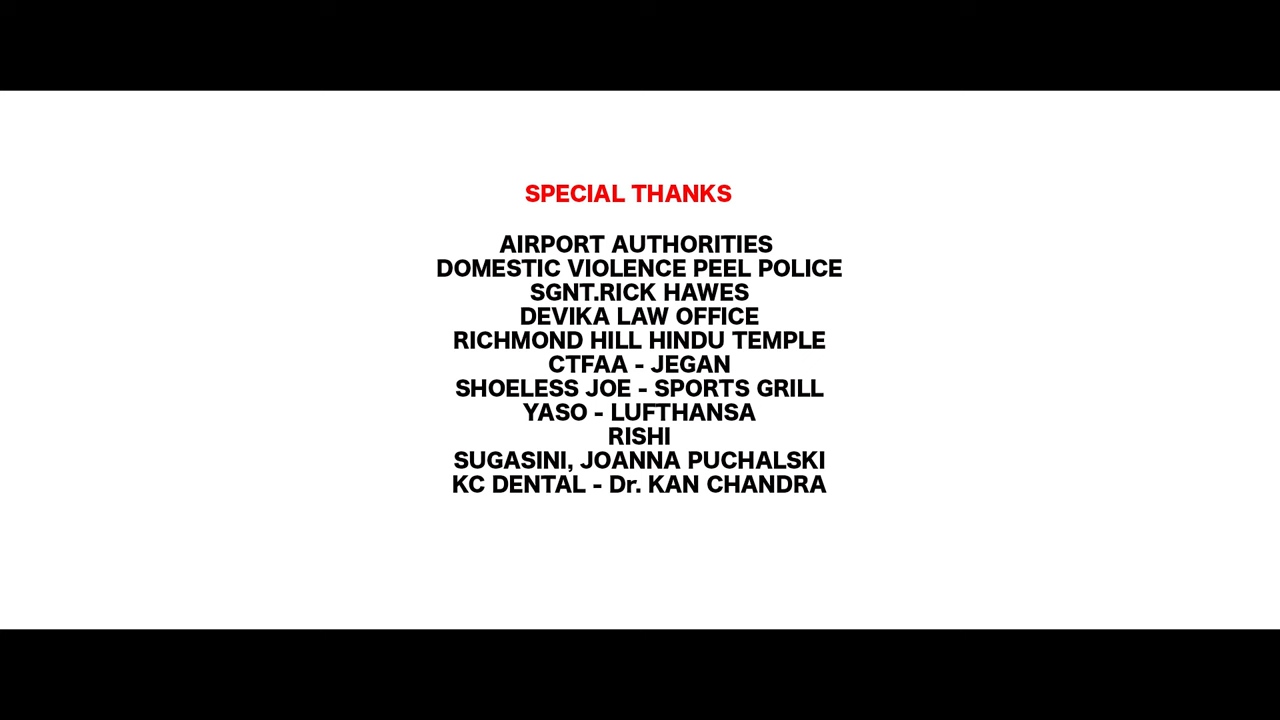 SPECIAL THANKS
AIRPORT AUTHORITIES
DOMESTIC VIOLENCE PEEL POLICE
SGNT.RICK HAWES
DEVIKA LAW OFFICE
RICHMOND HILL HINDU TEMPLE
CTFAA - JEGAN
SHOELESS JOE - SPORTS GRILL
YASO - LUFTHANSA
RISHI
SUGASINI, JOANNA PUCHALSKI
KC DENTAL - Dr. KAN CHANDRA